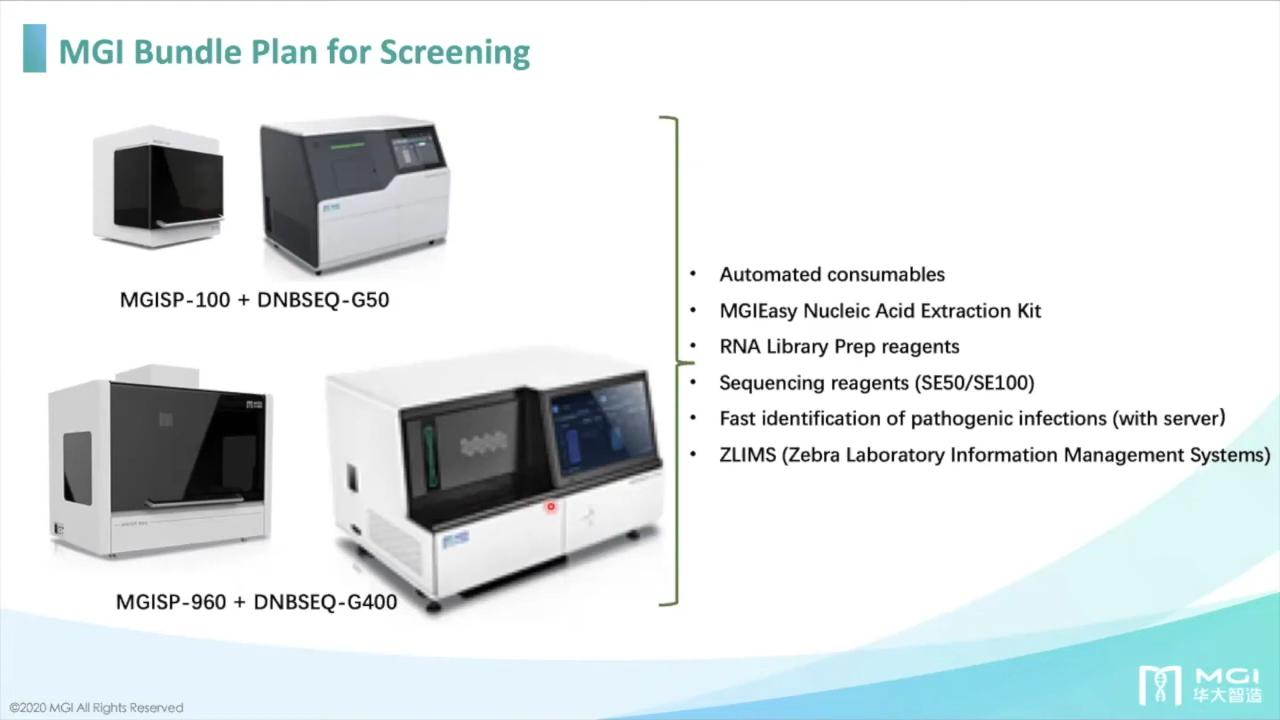 MGI Bundle Plan for Screening
MGISP-100 + DNBSEQ-G50
MGISP-960 + DNBSEQ-G400
• Automated consumables
• MGIEasy Nucleic Acid Extraction Kit
• RNA Library Prep reagents
• Sequencing reagents (SE50/SE100)
• Fast identification of pathogenic infections (with server)
• ZLIMS (Zebra Laboratory Information Management Systems)
©2020 MGI All Rights Reserved
MGI
华大智造